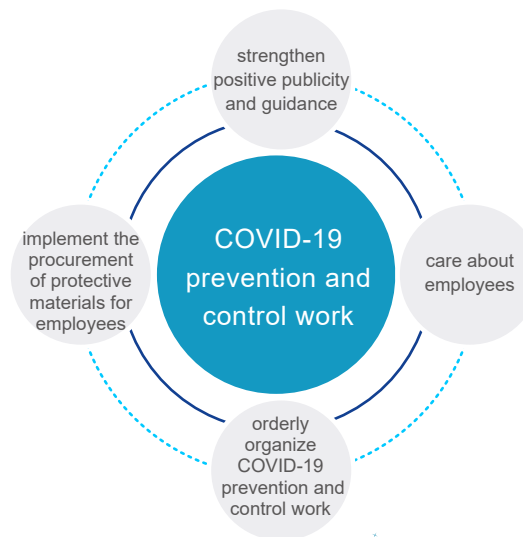 strengthen
positive publicity
and guidance
implement the
procurement
of protective
materials for
employees
COVID-19
prevention and
control work
care about
employees
orderly
organize
COVID-19
prevention and
control work